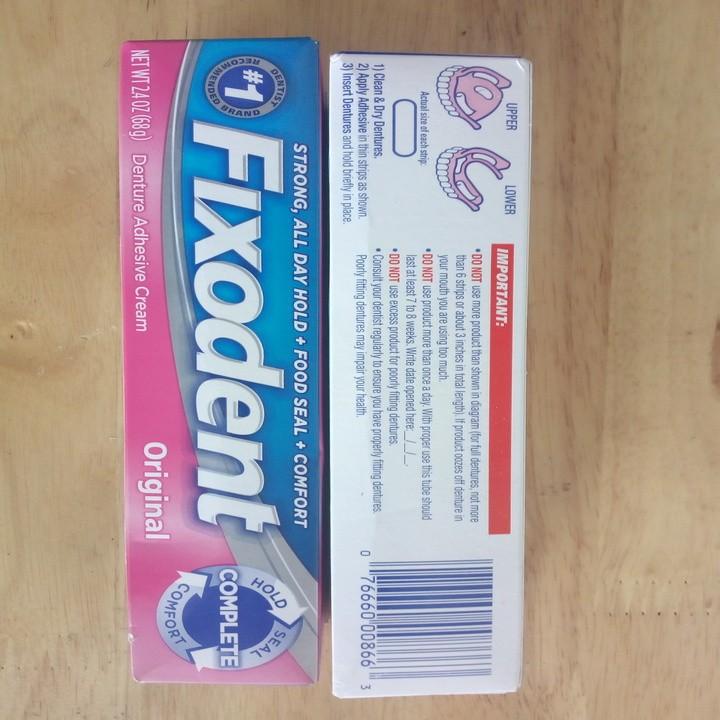 DENTIST RECOMMENDED BRAND
#1
STRONG, ALL DAY HOLD + FOOD SEAL + COMFORT
Fixodent
NET WT 2.4 OZ (68g) Denture Adhesive Cream
Original
HOLD
SEAL
COMFORT
COMPLETE
UPPER LOWER
Actual size of each strip:
1) Clean & Dry Dentures.
2) Apply Adhesive in thin strips as shown.
3) Insert Dentures and hold briefly in place.
IMPORTANT:
• DO NOT use more product than shown in diagram (for full dentures, not more
than 6 strips or about 3 inches in total length). If product oozes off denture in
your mouth you are using too much.
• DO NOT use product more than once a day. With proper use this tube should
last at least 7 to 8 weeks. Write date opened here:__/__/__.
• DO NOT use excess product for poorly fitting dentures.
• Consult your dentist regularly to ensure you have properly fitting dentures.
Poorly fitting dentures may impair your health.
0 76660 00866 3